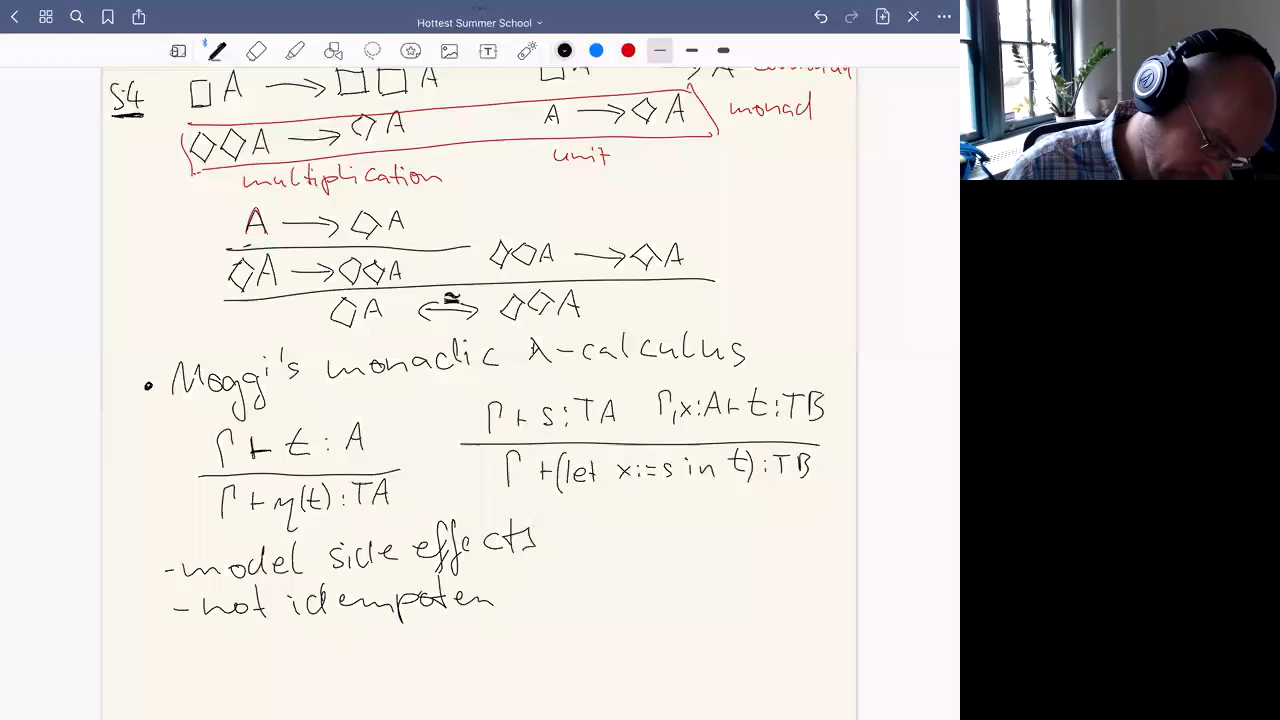 Hottest Summer School
S4 □A → □□A □A → A
◇◇A → ◇A A → ◇A monad
multiplication unit
A → ◇A
◇A → ◇◇A ◇◇A → ◇A
◇A ⟷ ≅ ◇◇A
• Moggi's monadic λ-calculus
Γ ⊢ t : A Γ ⊢ s : TA Γ, x : A ⊢ t : TB
Γ ⊢ η(t) : TA Γ ⊢ (let x := s in t) : TB
- model side effects
- not idempoten